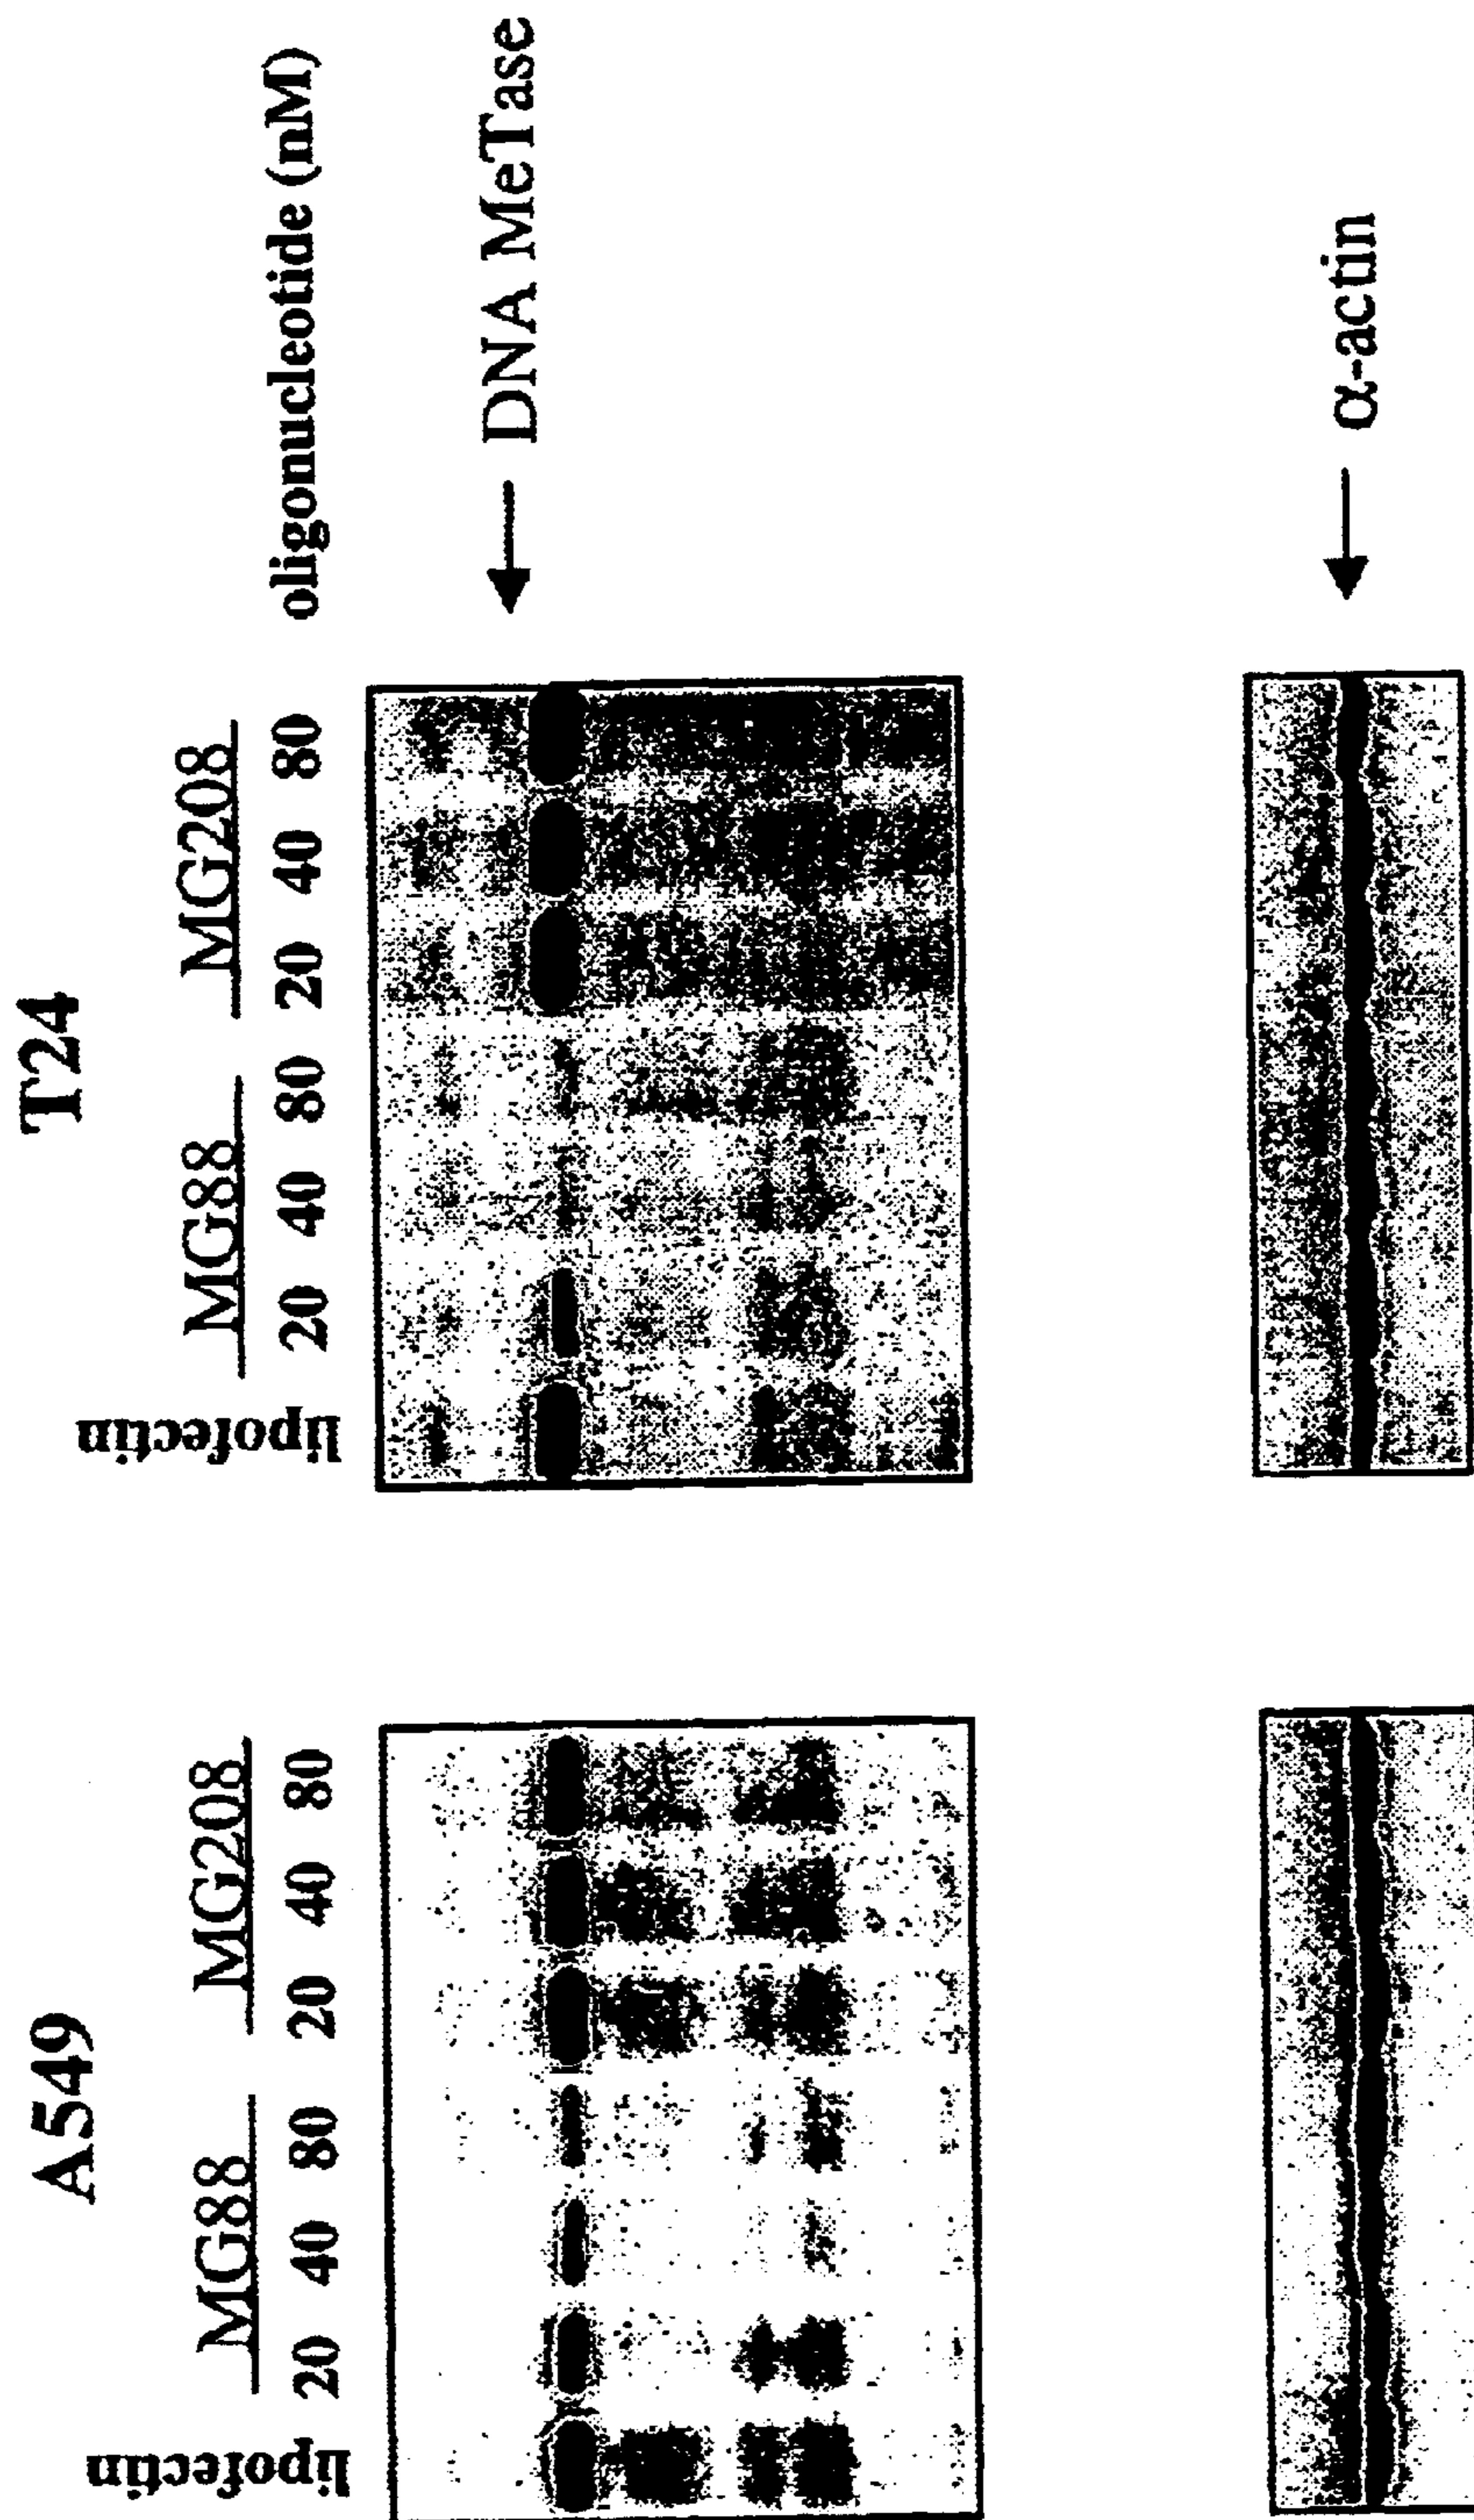 A549 T24
MG88 MG208 MG88 MG208
lipofectin 20 40 80 20 40 80 lipofectin 20 40 80 20 40 80 oligonucleotide (nM)
DNA MeTase
α-actin